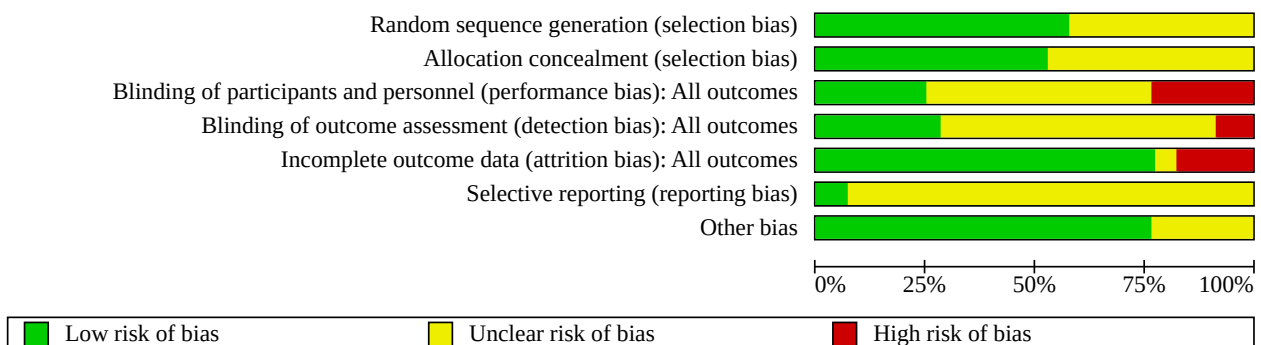 Random sequence generation (selection bias)
Allocation concealment (selection bias)
Blinding of participants and personnel (performance bias): All outcomes
Blinding of outcome assessment (detection bias): All outcomes
Incomplete outcome data (attrition bias): All outcomes
Selective reporting (reporting bias)
Other bias
0% 25% 50% 75% 100%
Low risk of bias Unclear risk of bias High risk of bias